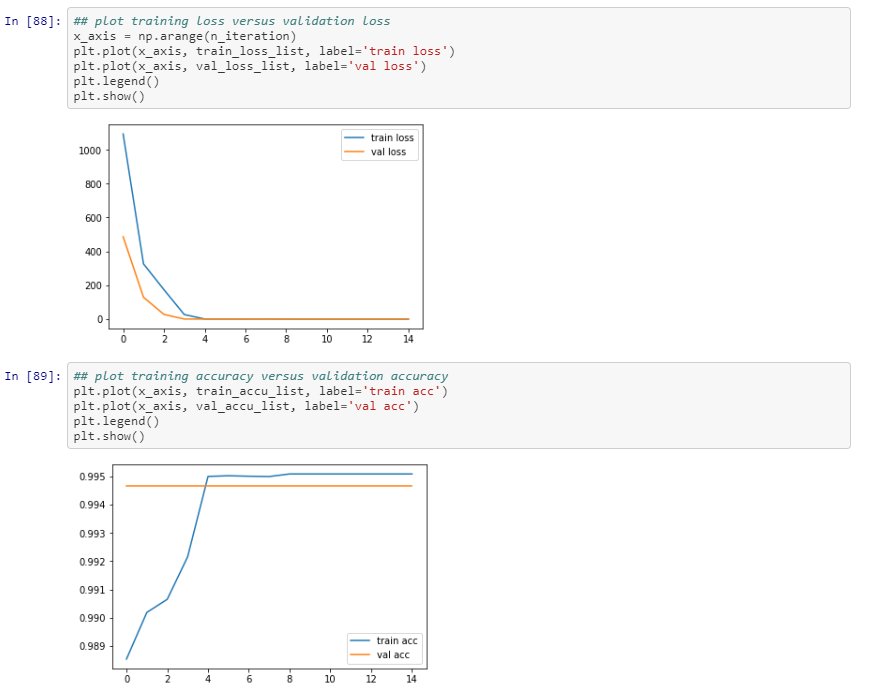 In [88]: ## plot training loss versus validation loss
x_axis = np.arange(n_iteration)
plt.plot(x_axis, train_loss_list, label='train loss')
plt.plot(x_axis, val_loss_list, label='val loss')
plt.legend()
plt.show()
train loss
val loss
1000
800
600
400
200
0
0 2 4 6 8 10 12 14
In [89]: ## plot training accuracy versus validation accuracy
plt.plot(x_axis, train_accu_list, label='train acc')
plt.plot(x_axis, val_accu_list, label='val acc')
plt.legend()
plt.show()
0.995
0.994
0.993
0.992
0.991
0.990
0.989
train acc
val acc
0 2 4 6 8 10 12 14